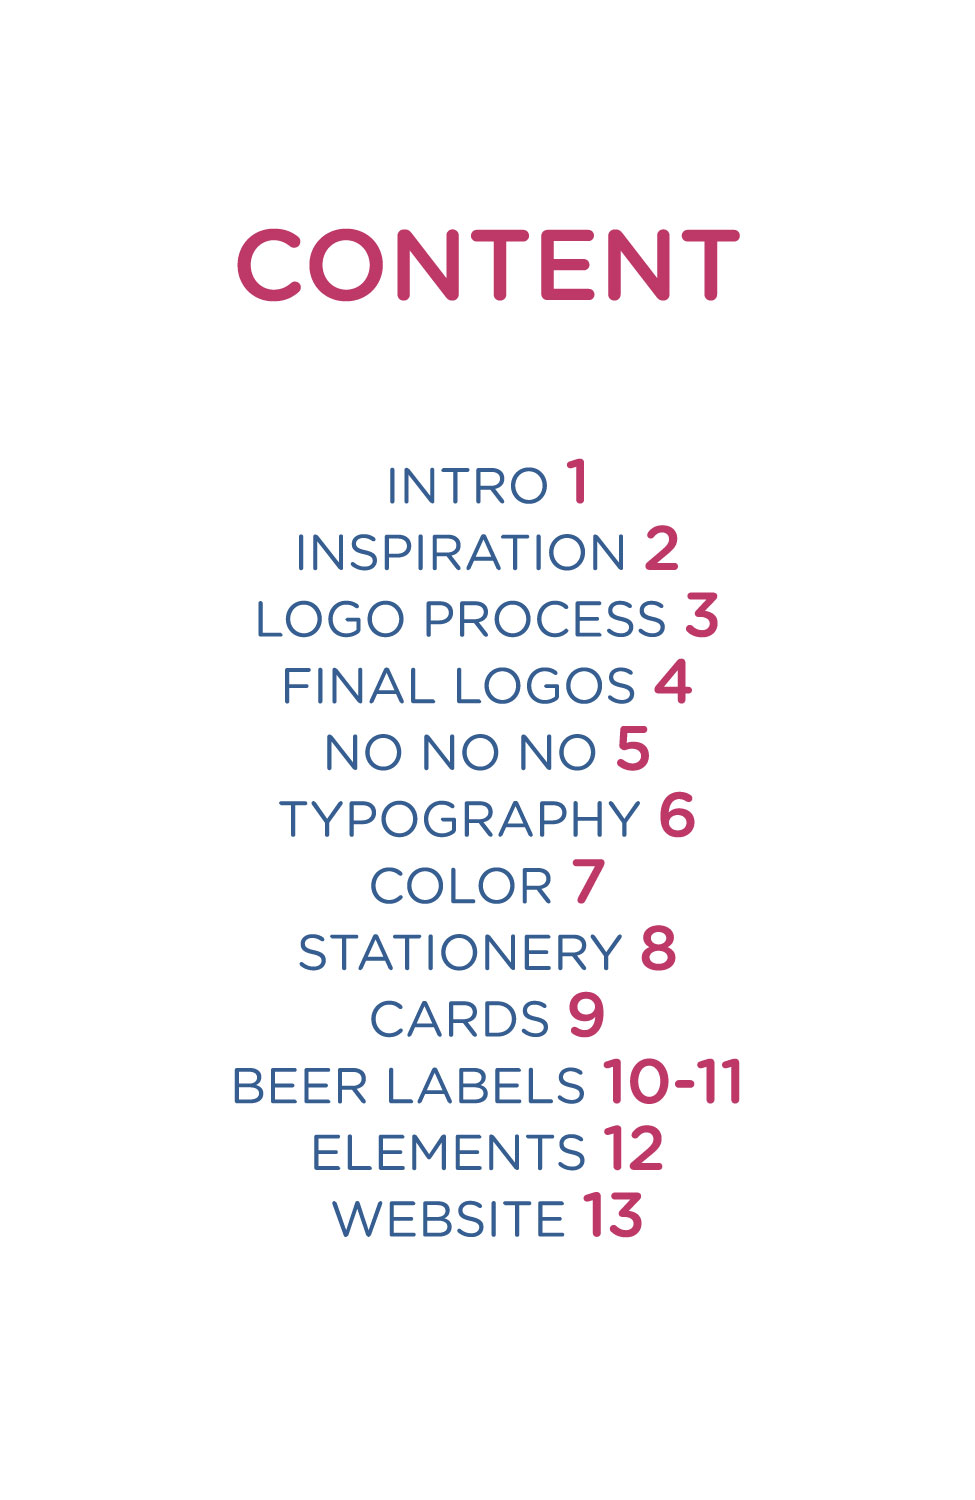 CONTENT
INTRO 1
INSPIRATION 2
LOGO PROCESS 3
FINAL LOGOS 4
NO NO NO 5
TYPOGRAPHY 6
COLOR 7
STATIONERY 8
CARDS 9
BEER LABELS 10-11
ELEMENTS 12
WEBSITE 13